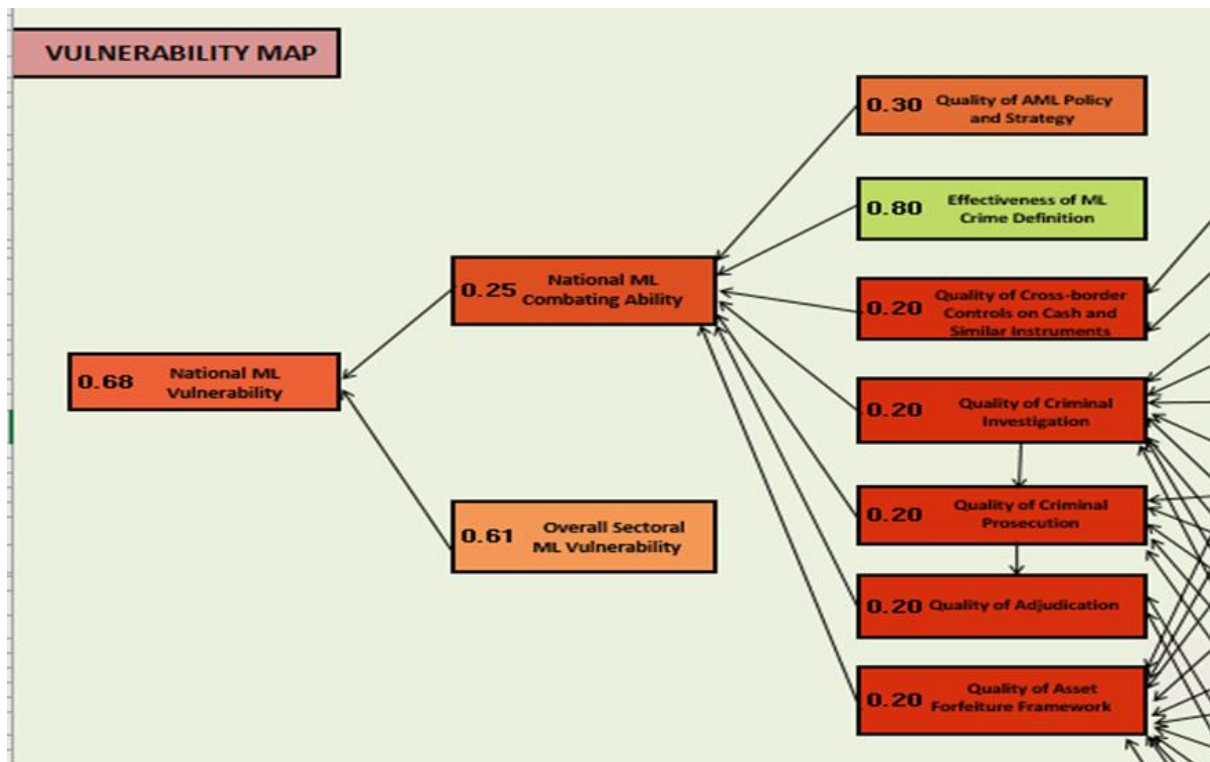 VULNERABILITY MAP
0.30 Quality of AML Policy
and Strategy
0.80 Effectiveness of ML
Crime Definition
0.25 National ML
Combating Ability
0.20 Quality of Cross-border
Controls on Cash and
Similar Instruments
0.68 National ML
Vulnerability
0.20 Quality of Criminal
Investigation
0.61 Overall Sectoral
ML Vulnerability
0.20 Quality of Criminal
Prosecution
0.20 Quality of Adjudication
0.20 Quality of Asset
Forfeiture Framework